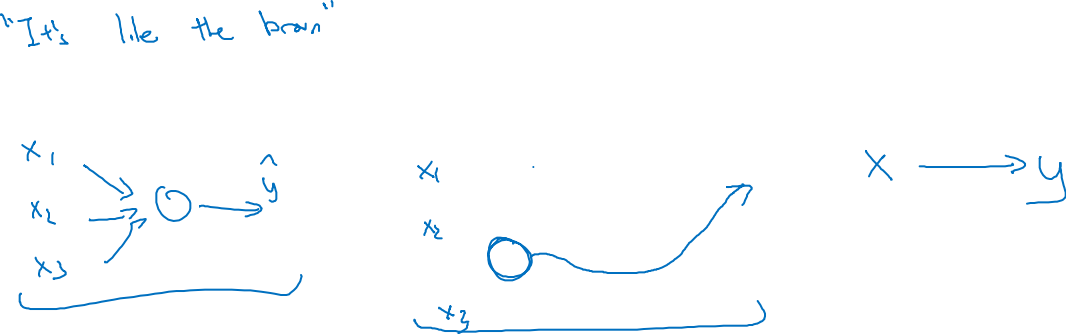 "It's like the brain"
x1
x2
x3
ŷ
x1
x2
x3
x → y